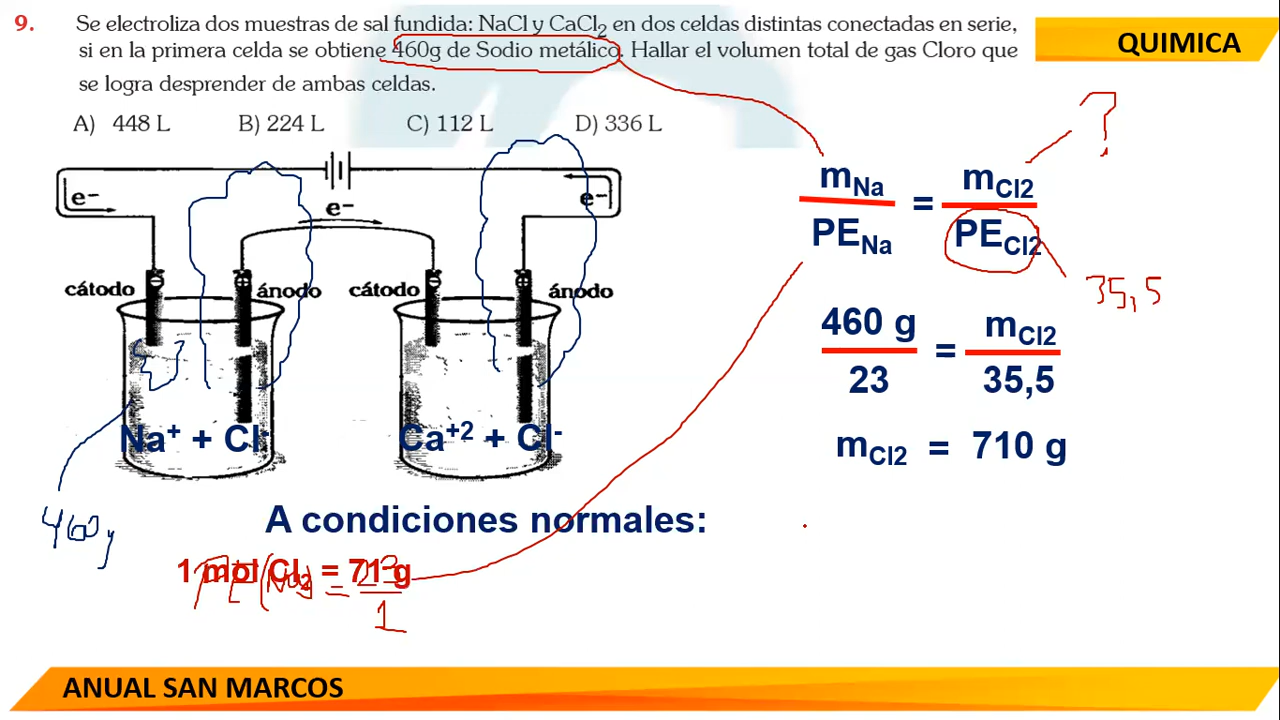 9. Se electroliza dos muestras de sal fundida: NaCl y CaCl2 en dos celdas distintas conectadas en serie,
si en la primera celda se obtiene 460g de Sodio metálico. Hallar el volumen total de gas Cloro que
se logra desprender de ambas celdas.
A) 448 L B) 224 L C) 112 L D) 336 L
QUIMICA
?
e- e- e-
cátodo ánodo cátodo ánodo
Na+ + Cl- Ca+2 + Cl-
460g
mNa = mCl2
PENa PECl2
35,5
460 g = mCl2
23 35,5
mCl2 = 710 g
A condiciones normales:
1 mol Cl2 = 71 g
= 23
1
ANUAL SAN MARCOS